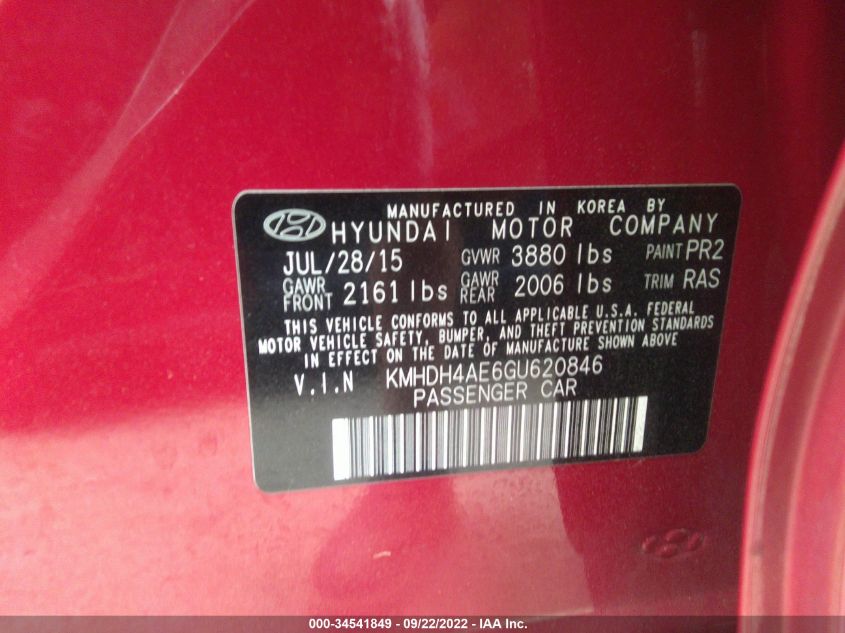 MANUFACTURED IN KOREA BY
HYUNDAI MOTOR COMPANY
JUL/28/15 GVWR 3880 lbs PAINT PR2
GAWR FRONT 2161 lbs GAWR REAR 2006 lbs TRIM RAS
THIS VEHICLE CONFORMS TO ALL APPLICABLE U.S.A. FEDERAL
MOTOR VEHICLE SAFETY, BUMPER, AND THEFT PREVENTION STANDARDS
IN EFFECT ON THE DATE OF MANUFACTURE SHOWN ABOVE
V.I.N KMHDH4AE6GU620846
PASSENGER CAR
000-34541849 - 09/22/2022 - IAA Inc.